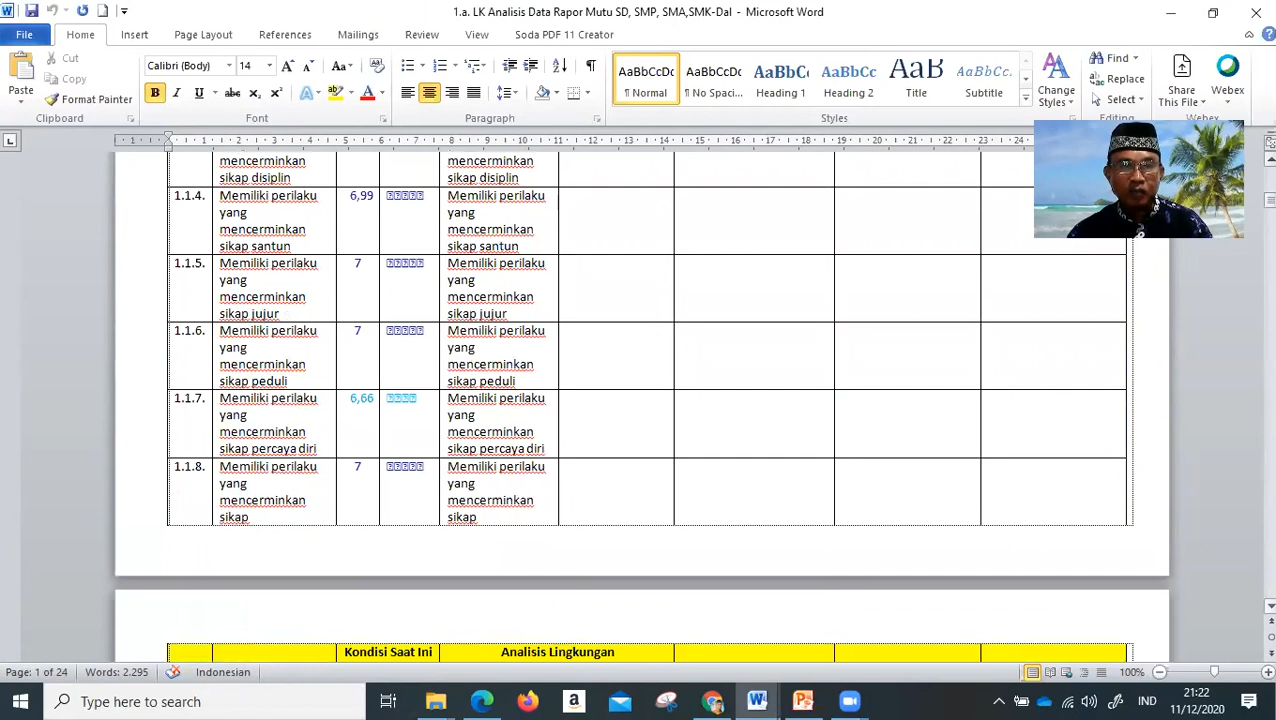 1.a. LK Analisis Data Rapor Mutu SD, SMP, SMA,SMK-Dal - Microsoft Word
File Home Insert Page Layout References Mailings Review View Soda PDF 11 Creator
Paste
Cut
Copy
Format Painter
Clipboard
Calibri (Body) 14
Font
Paragraph
AaBbCcDc
¶ Normal
AaBbCcDc
¶ No Spaci...
AaBbCc
Heading 1
AaBbCc
Heading 2
AaB
Title
AaBbCcL
Subtitle
Change
Styles
Styles
Find
Replace
Select
Editing
Share
This File
Webex
Webex
mencerminkan mencerminkan
sikap disiplin sikap disiplin
1.1.4. Memiliki perilaku 6,99 Memiliki perilaku
yang yang
mencerminkan mencerminkan
sikap santun sikap santun
1.1.5. Memiliki perilaku 7 Memiliki perilaku
yang yang
mencerminkan mencerminkan
sikap jujur sikap jujur
1.1.6. Memiliki perilaku 7 Memiliki perilaku
yang yang
mencerminkan mencerminkan
sikap peduli sikap peduli
1.1.7. Memiliki perilaku 6,66 Memiliki perilaku
yang yang
mencerminkan mencerminkan
sikap percaya diri sikap percaya diri
1.1.8. Memiliki perilaku 7 Memiliki perilaku
yang yang
mencerminkan mencerminkan
sikap sikap
Kondisi Saat Ini Analisis Lingkungan
Page: 1 of 24 Words: 2.295 Indonesian 100%
Type here to search IND 21:22
11/12/2020